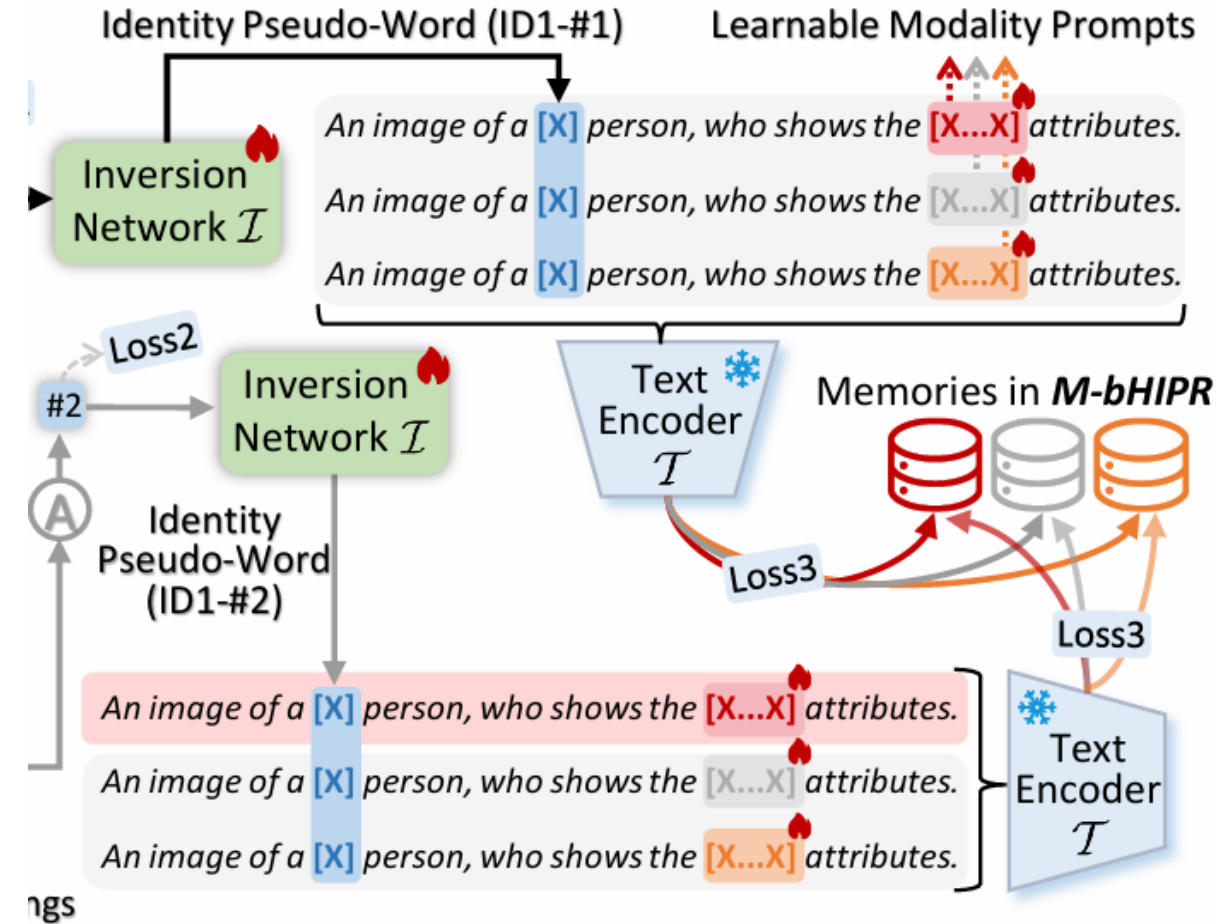 Identity Pseudo-Word (ID1-#1)
Learnable Modality Prompts
An image of a [X] person, who shows the [X...X] attributes.
An image of a [X] person, who shows the [X...X] attributes.
An image of a [X] person, who shows the [X...X] attributes.
Inversion
Network I
Loss2
#2
Inversion
Network I
Text
Encoder
T
Memories in M-bHIPR
A
Identity
Pseudo-Word
(ID1-#2)
Loss3
Loss3
An image of a [X] person, who shows the [X...X] attributes.
An image of a [X] person, who shows the [X...X] attributes.
An image of a [X] person, who shows the [X...X] attributes.
Text
Encoder
T
ngs